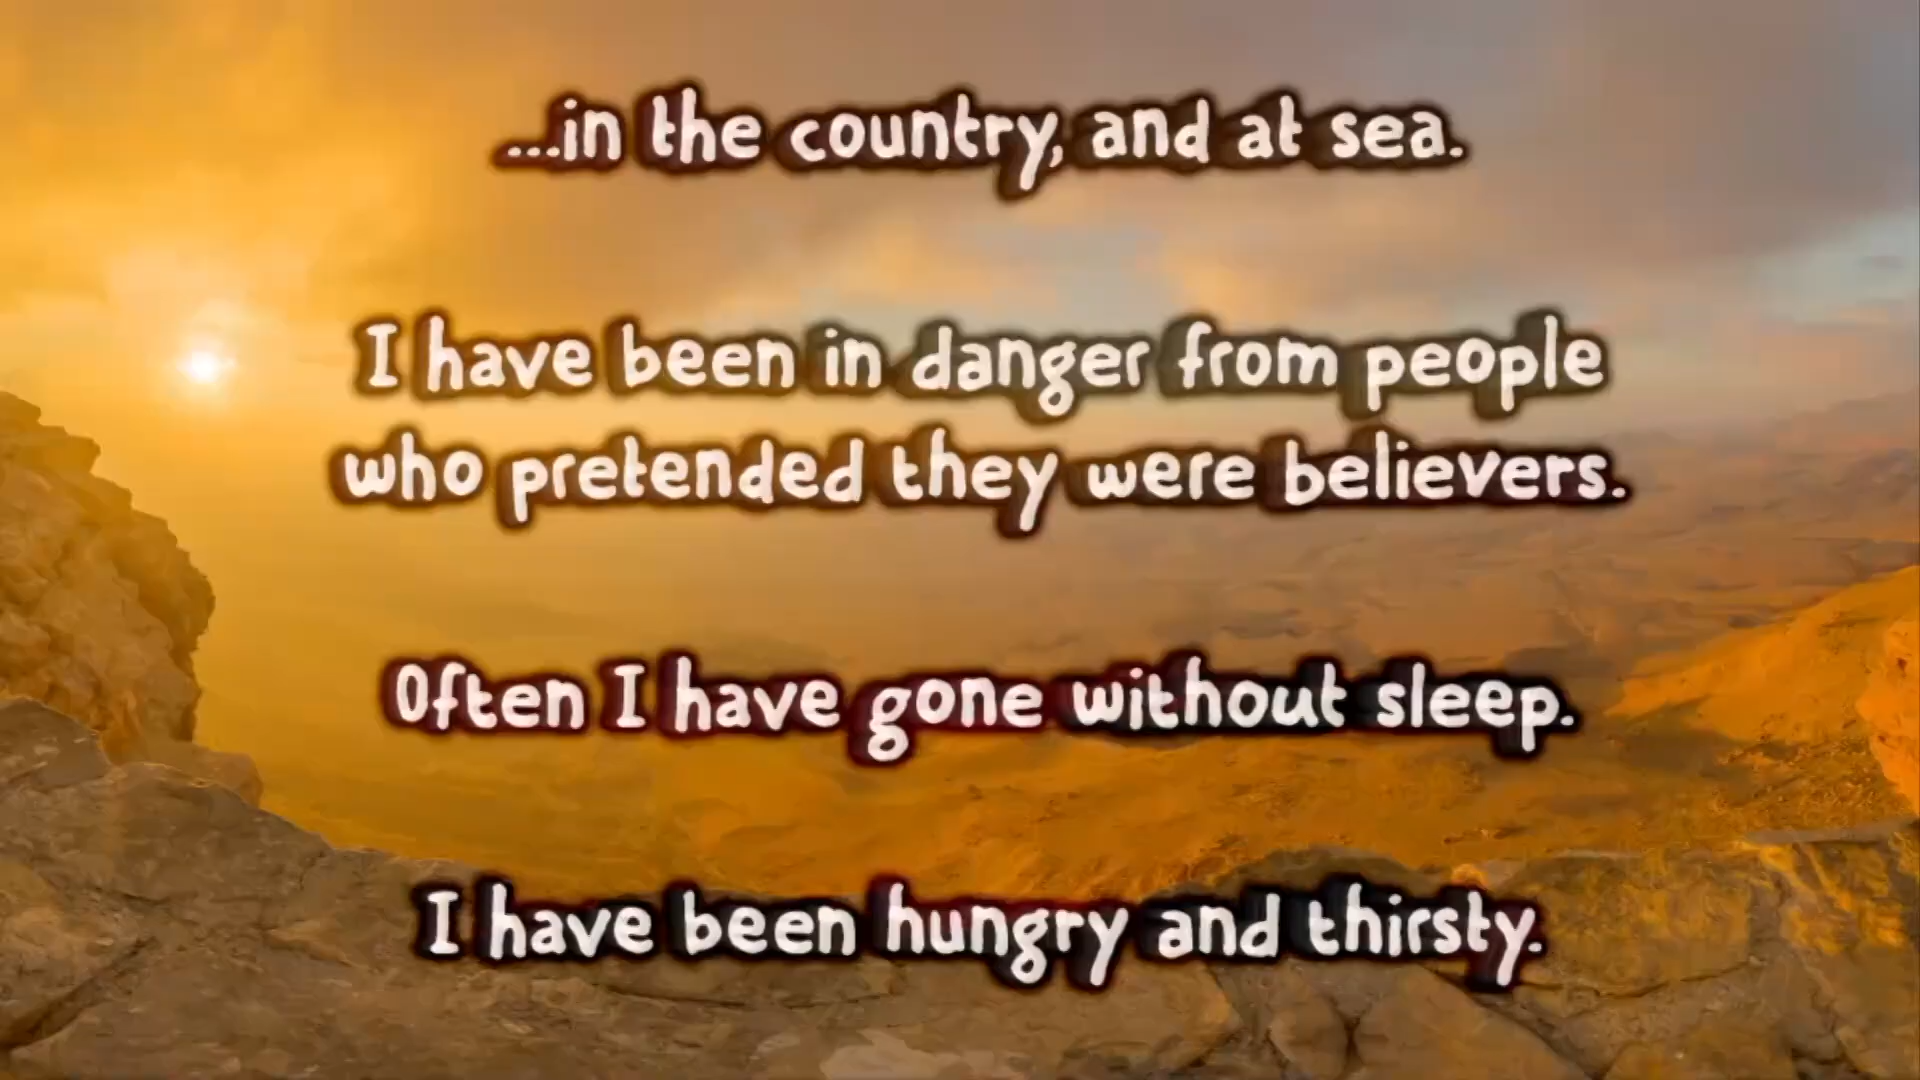 ...in the country, and at sea.
I have been in danger from people
who pretended they were believers.
Often I have gone without sleep.
I have been hungry and thirsty.